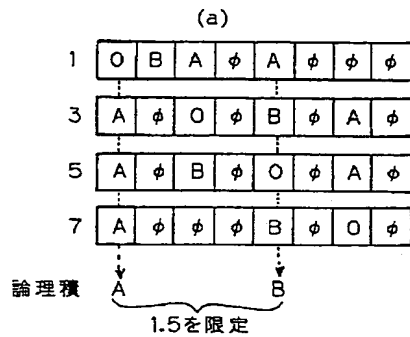 (a)
1 O B A φ A φ φ φ
3 A φ O φ B φ A φ
5 A φ B φ O φ A φ
7 A φ φ φ B φ O φ
論理積 A B
1.5を限定